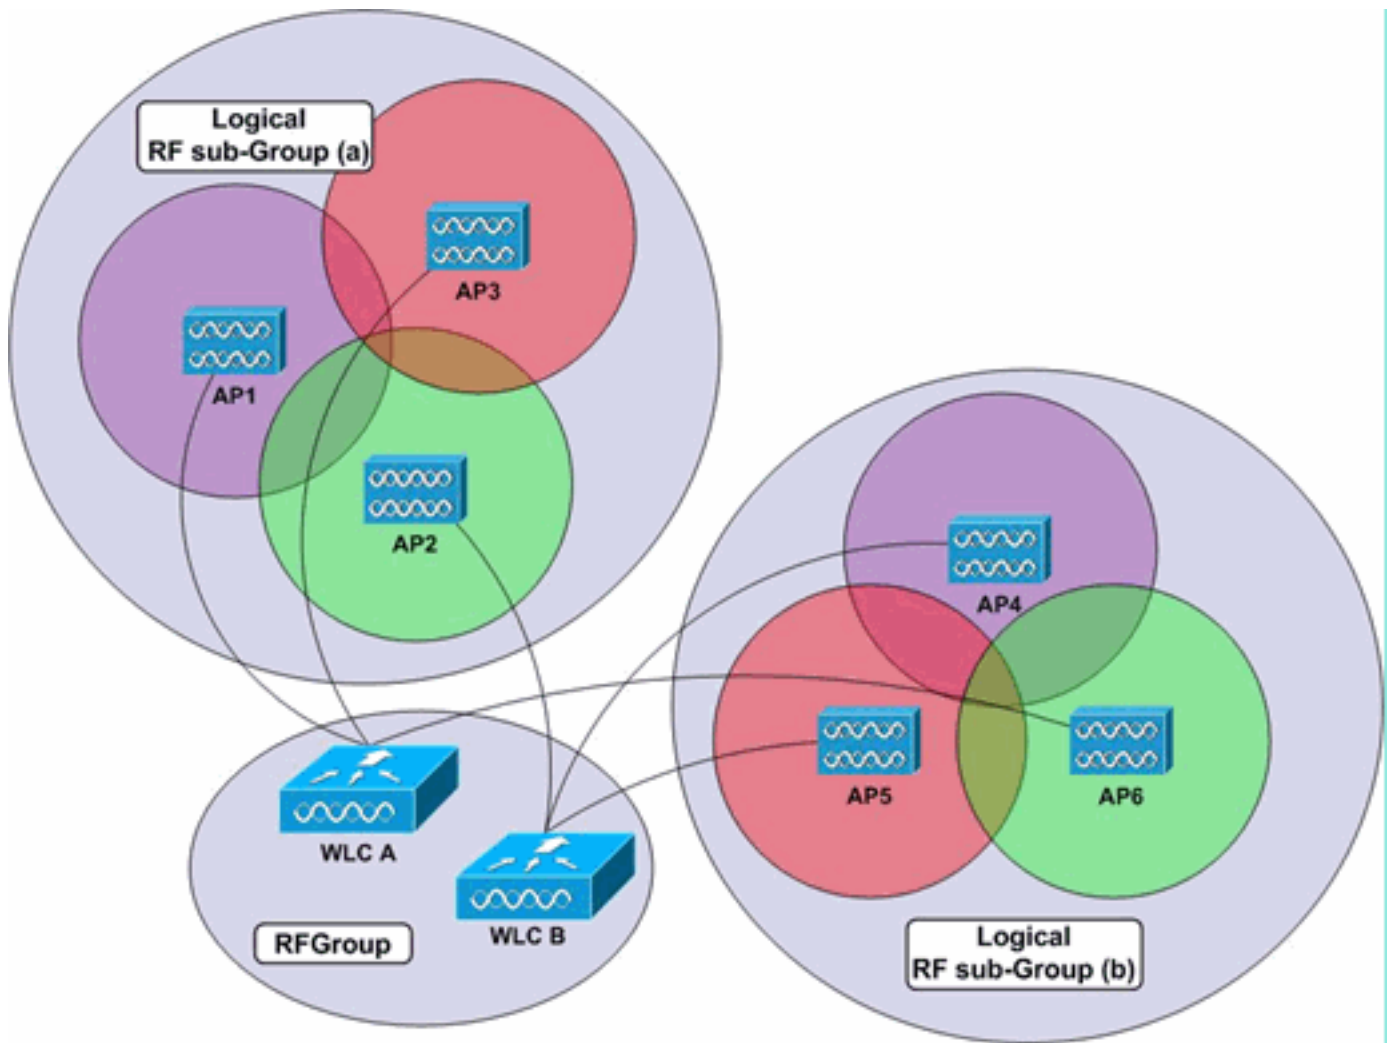 Logical
RF sub-Group (a)
AP3
AP1
AP2
AP4
AP5
AP6
WLC A
WLC B
RFGroup
Logical
RF sub-Group (b)